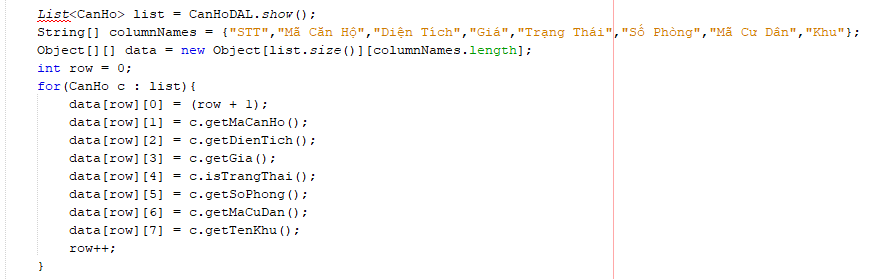 List<CanHo> list = CanHoDAL.show();
String[] columnNames = {"STT","Mã Căn Hộ","Diện Tích","Giá","Trạng Thái","Số Phòng","Mã Cư Dân","Khu"};
Object[][] data = new Object[list.size()][columnNames.length];
int row = 0;
for(CanHo c : list){
data[row][0] = (row + 1);
data[row][1] = c.getMaCanHo();
data[row][2] = c.getDienTich();
data[row][3] = c.getGia();
data[row][4] = c.isTrangThai();
data[row][5] = c.getSoPhong();
data[row][6] = c.getMaCuDan();
data[row][7] = c.getTenKhu();
row++;
}